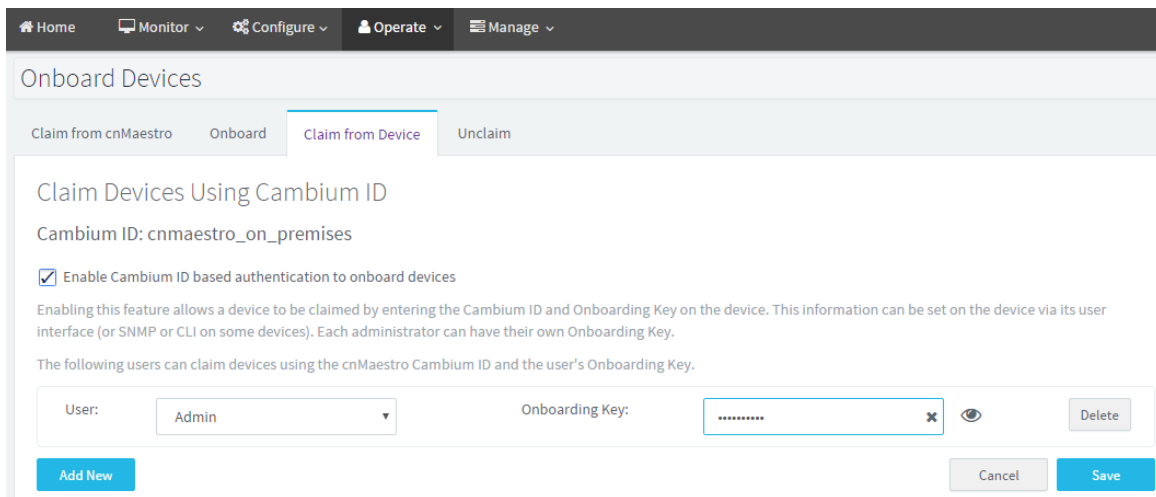 Home Monitor Configure Operate Manage
Onboard Devices
Claim from cnMaestro Onboard Claim from Device Unclaim
Claim Devices Using Cambium ID
Cambium ID: cnmaestro_on_premises
Enable Cambium ID based authentication to onboard devices
Enabling this feature allows a device to be claimed by entering the Cambium ID and Onboarding Key on the device. This information can be set on the device via its user
interface (or SNMP or CLI on some devices). Each administrator can have their own Onboarding Key.
The following users can claim devices using the cnMaestro Cambium ID and the user's Onboarding Key.
User: Admin Onboarding Key: •••••••••• Delete
Add New Cancel Save